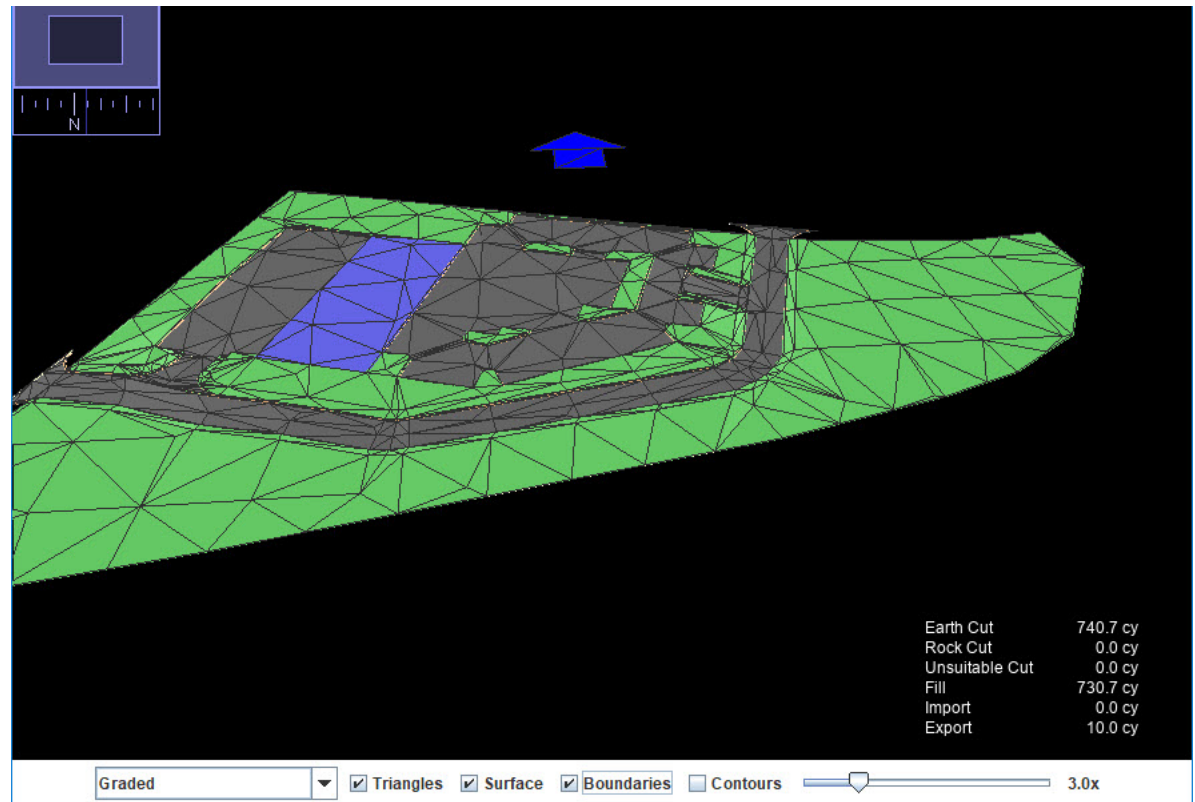 N
Earth Cut 740.7 cy
Rock Cut 0.0 cy
Unsuitable Cut 0.0 cy
Fill 730.7 cy
Import 0.0 cy
Export 10.0 cy
Graded Triangles Surface Boundaries Contours 3.0x